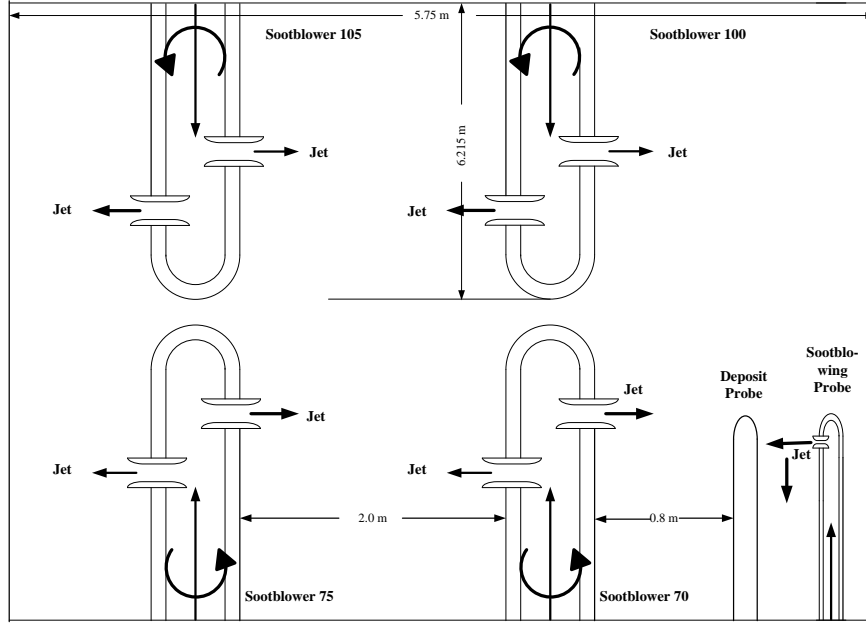 5.75 m
Sootblower 105
Sootblower 100
6.215 m
Jet
Jet
Jet
Jet
Sootblo-
wing
Probe
Deposit
Probe
Jet
Jet
Jet
Jet
Jet
2.0 m
0.8 m
Sootblower 75
Sootblower 70